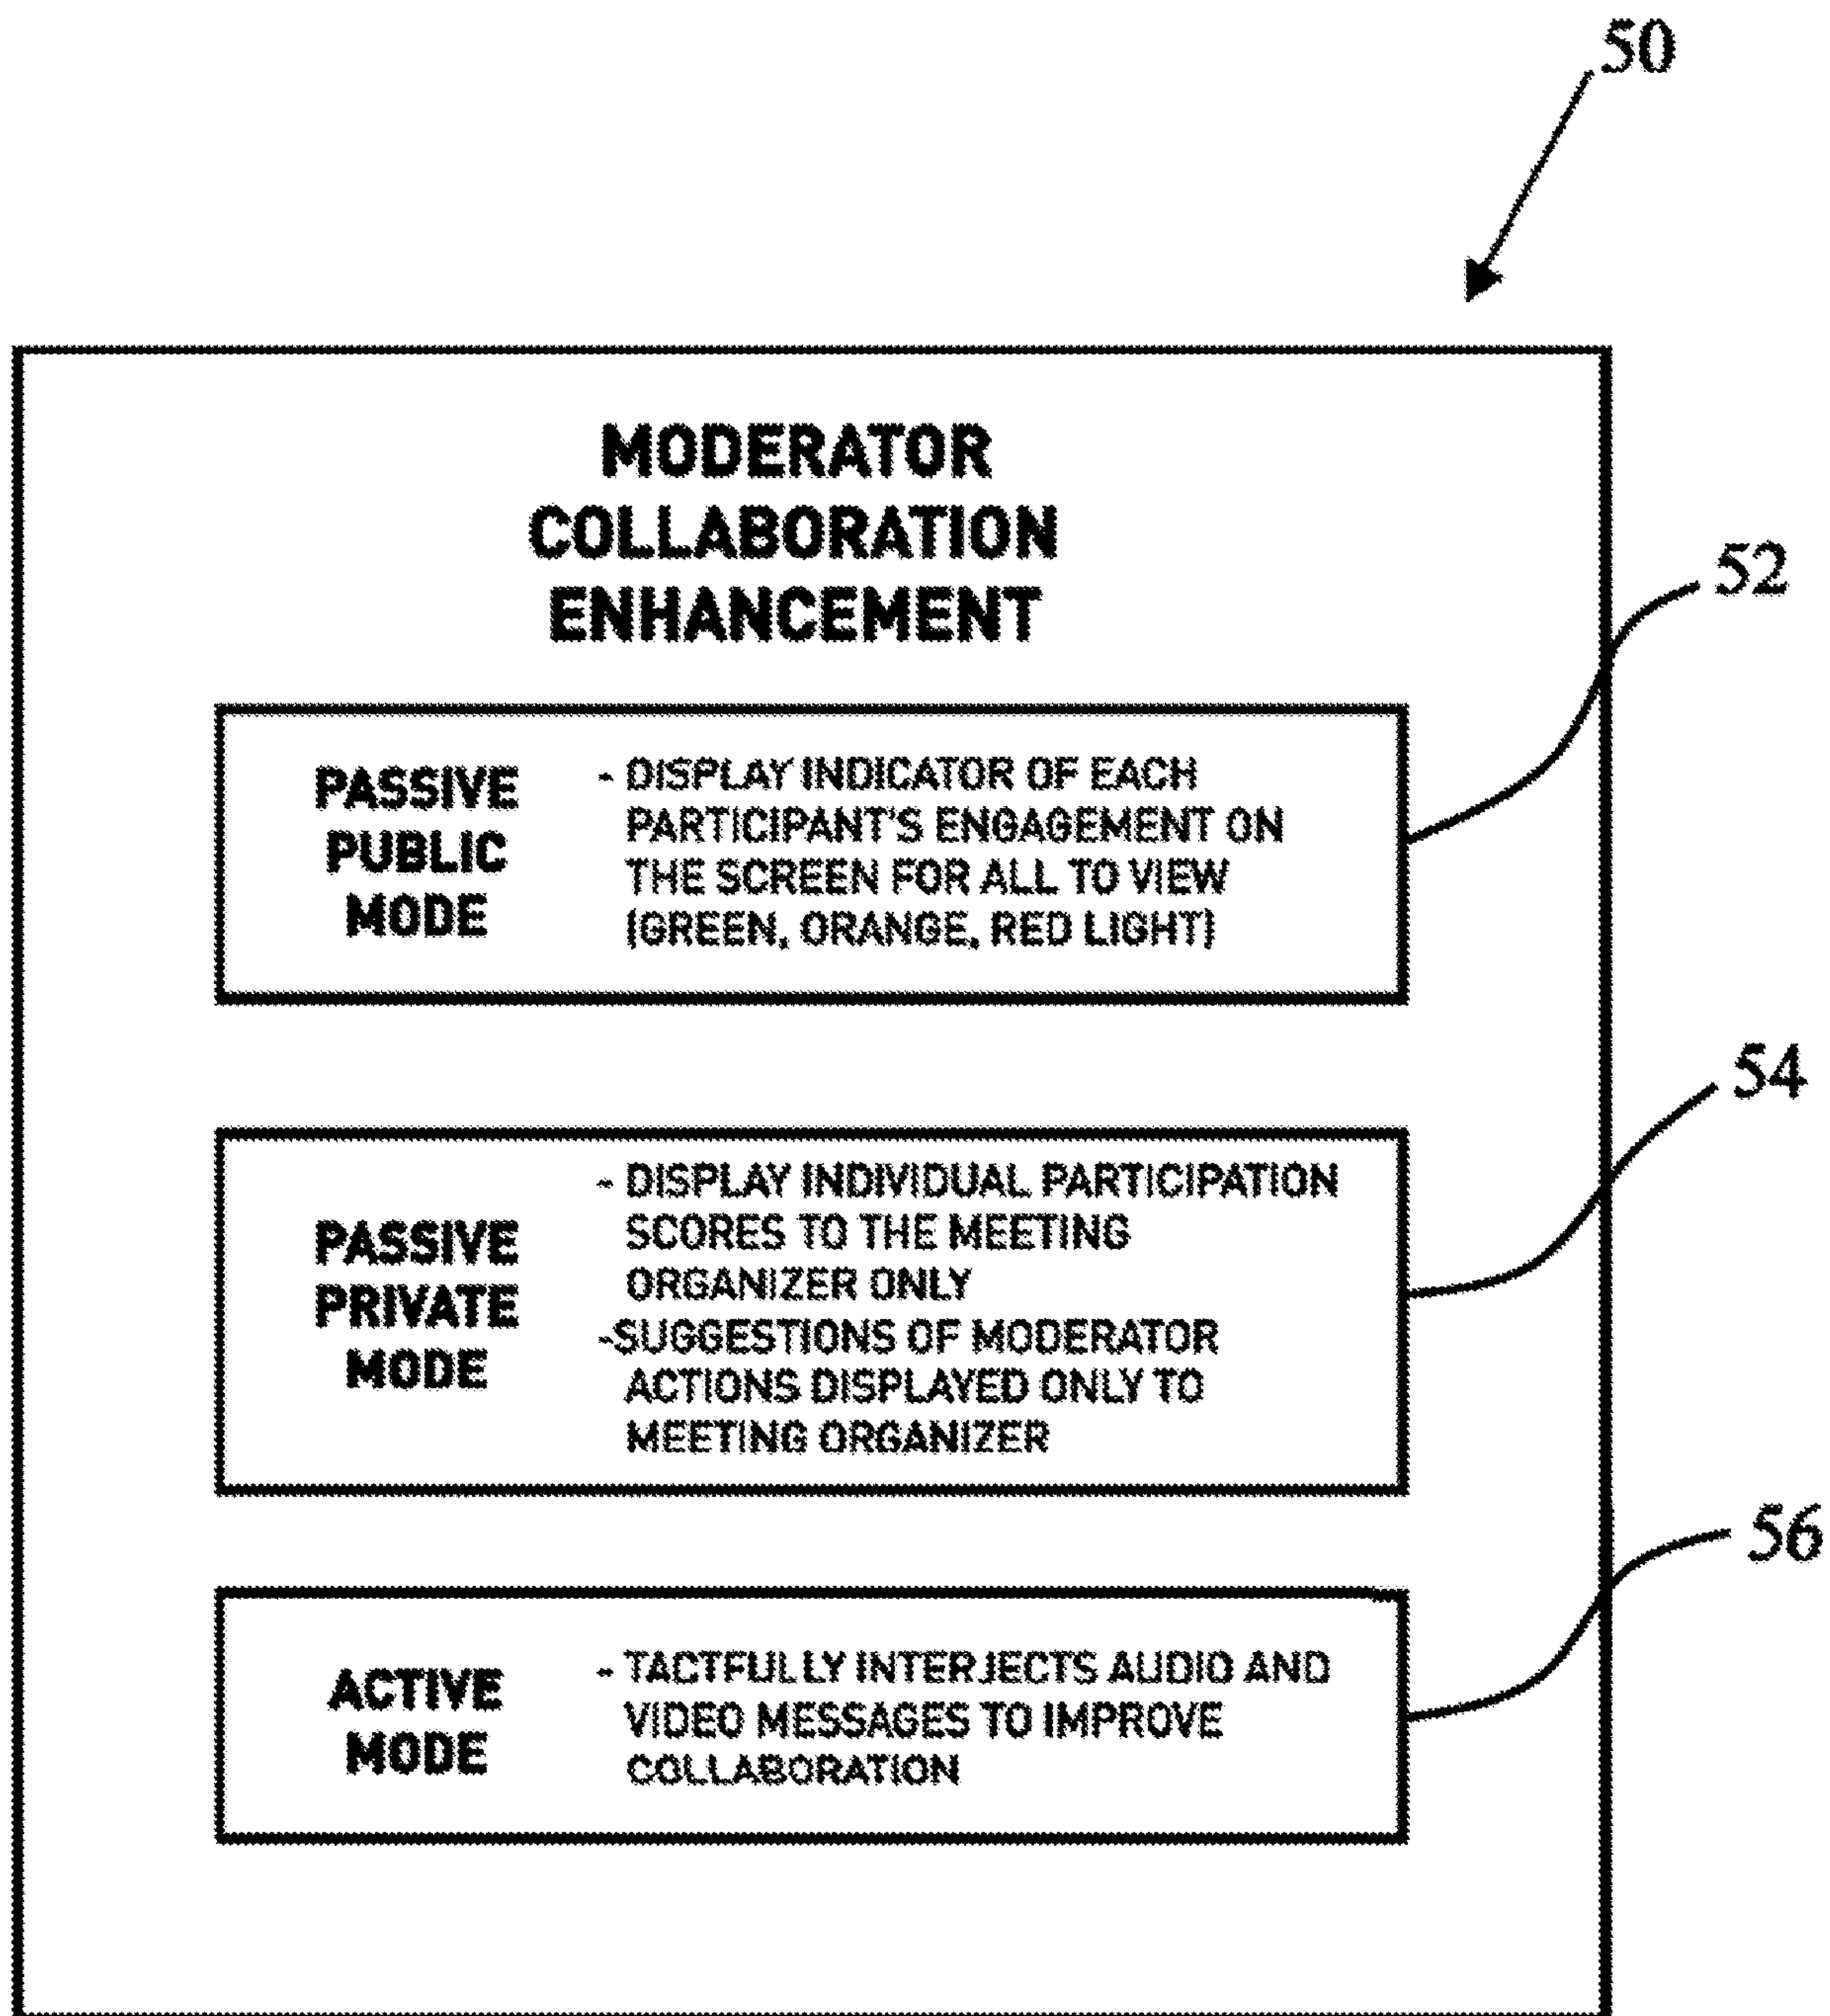 50
MODERATOR
COLLABORATION
ENHANCEMENT
52
PASSIVE
PUBLIC
MODE
- DISPLAY INDICATOR OF EACH
PARTICIPANT'S ENGAGEMENT ON
THE SCREEN FOR ALL TO VIEW
(GREEN, ORANGE, RED LIGHT)
54
PASSIVE
PRIVATE
MODE
- DISPLAY INDIVIDUAL PARTICIPATION
SCORES TO THE MEETING
ORGANIZER ONLY
-SUGGESTIONS OF MODERATOR
ACTIONS DISPLAYED ONLY TO
MEETING ORGANIZER
56
ACTIVE
MODE
- TACTFULLY INTERJECTS AUDIO AND
VIDEO MESSAGES TO IMPROVE
COLLABORATION